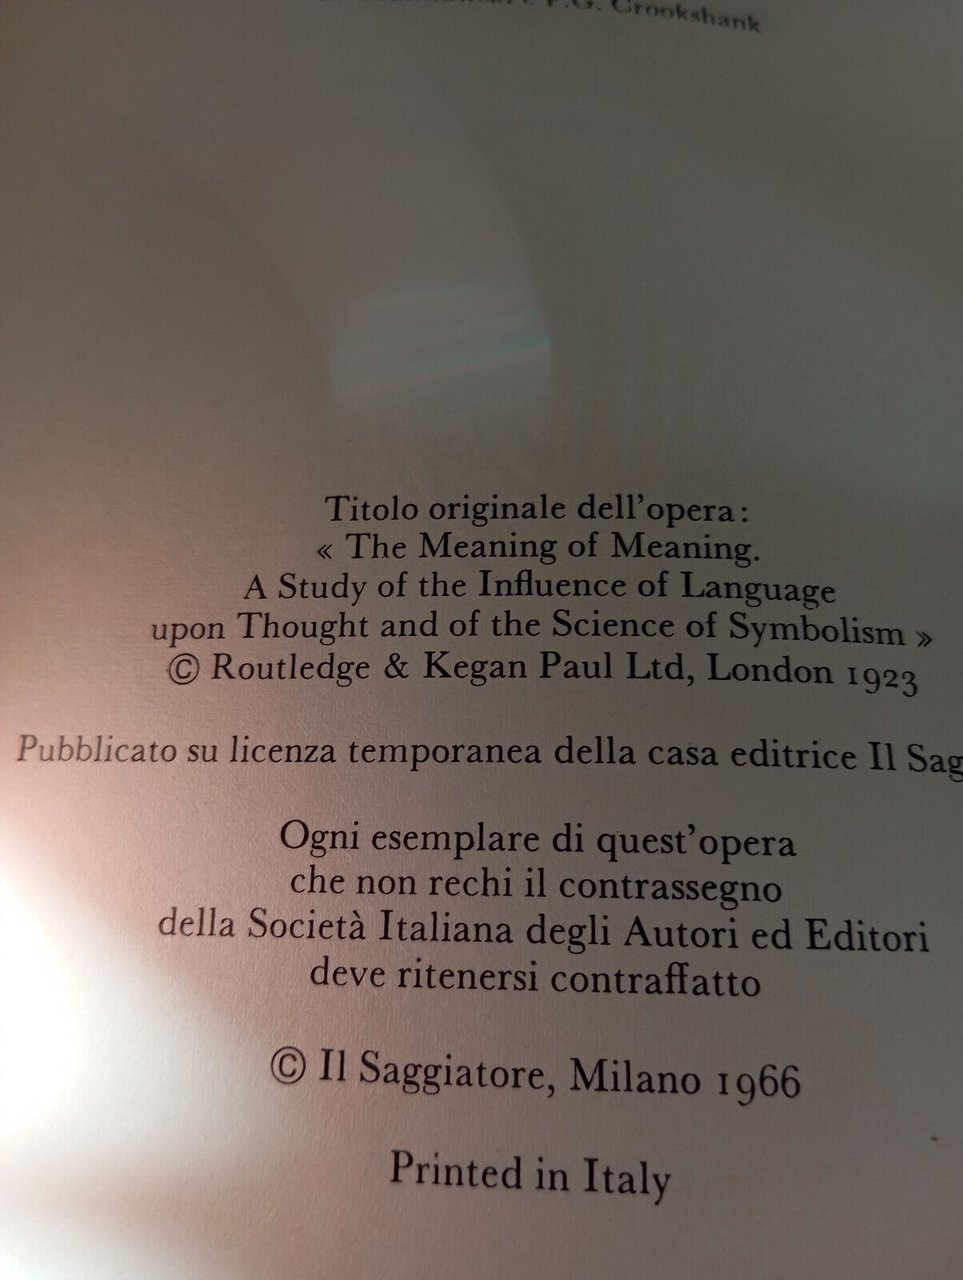 F.G. Crookshank
Titolo originale dell'opera:
« The Meaning of Meaning.
A Study of the Influence of Language
upon Thought and of the Science of Symbolism »
© Routledge & Kegan Paul Ltd, London 1923
Pubblicato su licenza temporanea della casa editrice Il Sag
Ogni esemplare di quest'opera
che non rechi il contrassegno
della Società Italiana degli Autori ed Editori
deve ritenersi contraffatto
© Il Saggiatore, Milano 1966
Printed in Italy